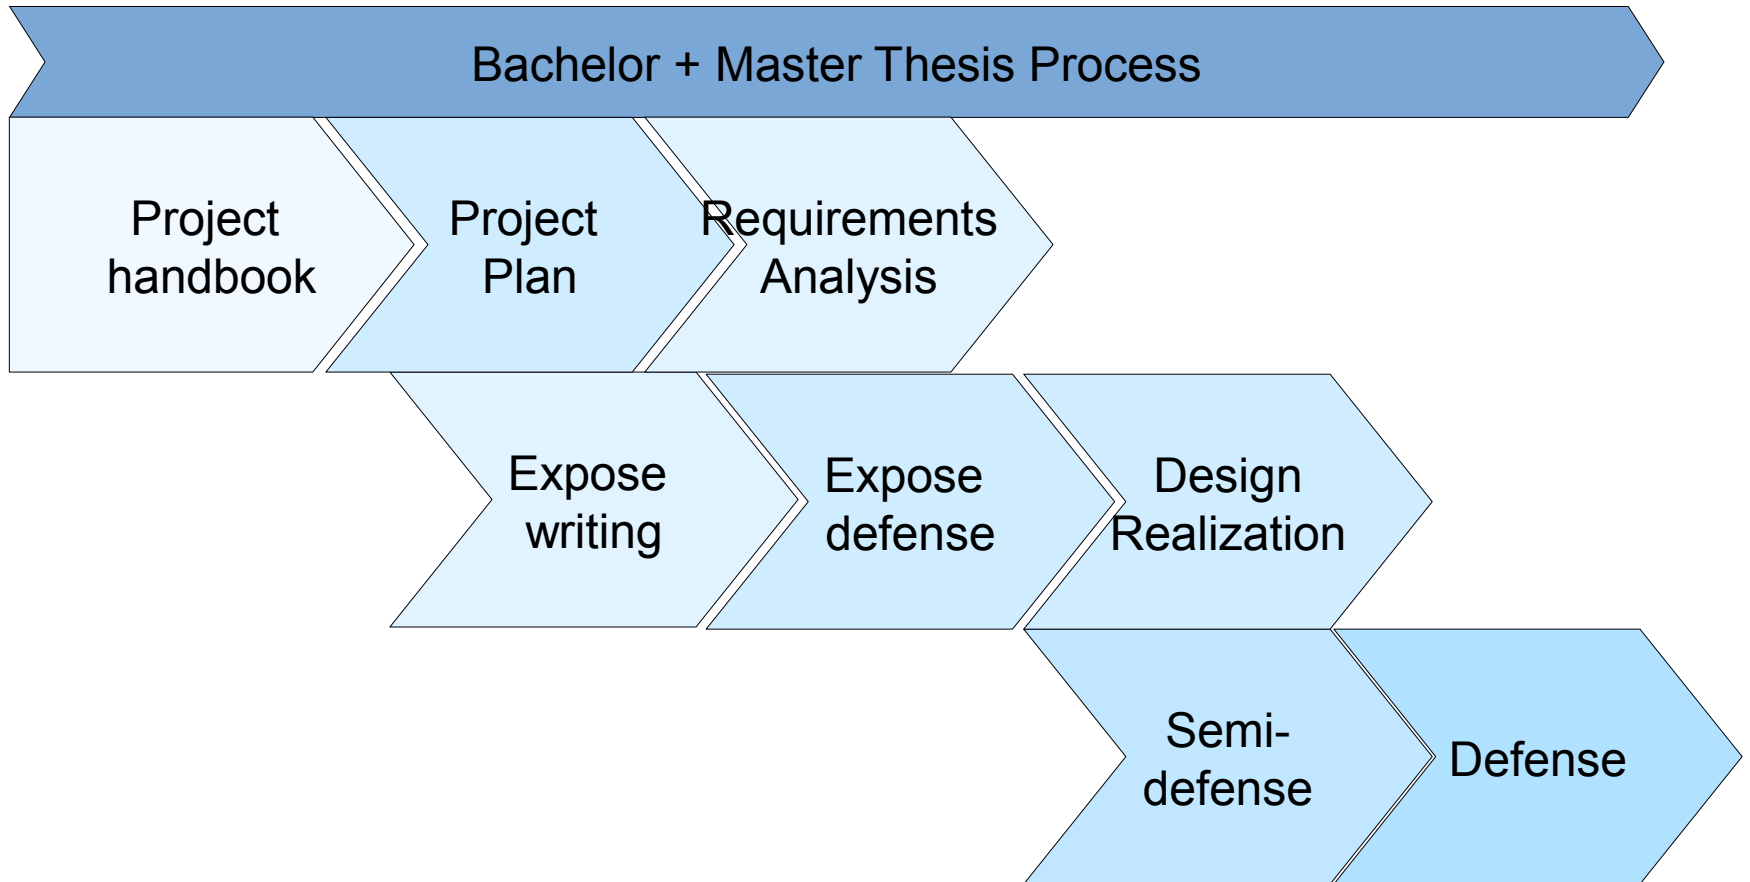 Bachelor + Master Thesis Process
Project
handbook
Project
Plan
Requirements
Analysis
Expose
writing
Expose
defense
Design
Realization
Semi-
defense
Defense